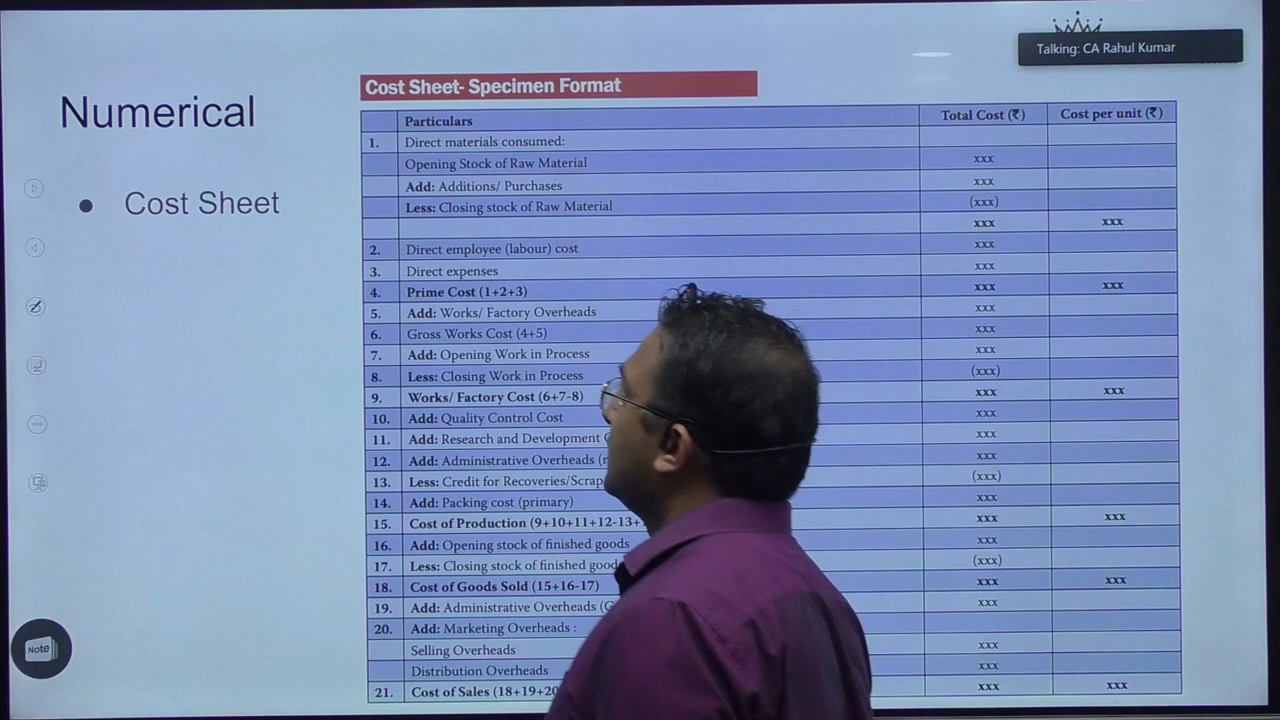 Talking: CA Rahul Kumar
Numerical
● Cost Sheet
Cost Sheet- Specimen Format
Particulars Total Cost (₹) Cost per unit (₹)
1. Direct materials consumed:
Opening Stock of Raw Material xxx
Add: Additions/ Purchases xxx
Less: Closing stock of Raw Material (xxx)
xxx xxx
2. Direct employee (labour) cost xxx
3. Direct expenses xxx
4. Prime Cost (1+2+3) xxx xxx
5. Add: Works/ Factory Overheads xxx
6. Gross Works Cost (4+5) xxx
7. Add: Opening Work in Process xxx
8. Less: Closing Work in Process (xxx)
9. Works/ Factory Cost (6+7-8) xxx xxx
10. Add: Quality Control Cost xxx
11. Add: Research and Development xxx
12. Add: Administrative Overheads xxx
13. Less: Credit for Recoveries/Scrap (xxx)
14. Add: Packing cost (primary) xxx
15. Cost of Production (9+10+11+12-13+ xxx xxx
16. Add: Opening stock of finished goods xxx
17. Less: Closing stock of finished (xxx)
18. Cost of Goods Sold (15+16-17) xxx xxx
19. Add: Administrative Overheads xxx
20. Add: Marketing Overheads :
Selling Overheads xxx
Distribution Overheads xxx
21. Cost of Sales (18+19+20 xxx xxx
Note